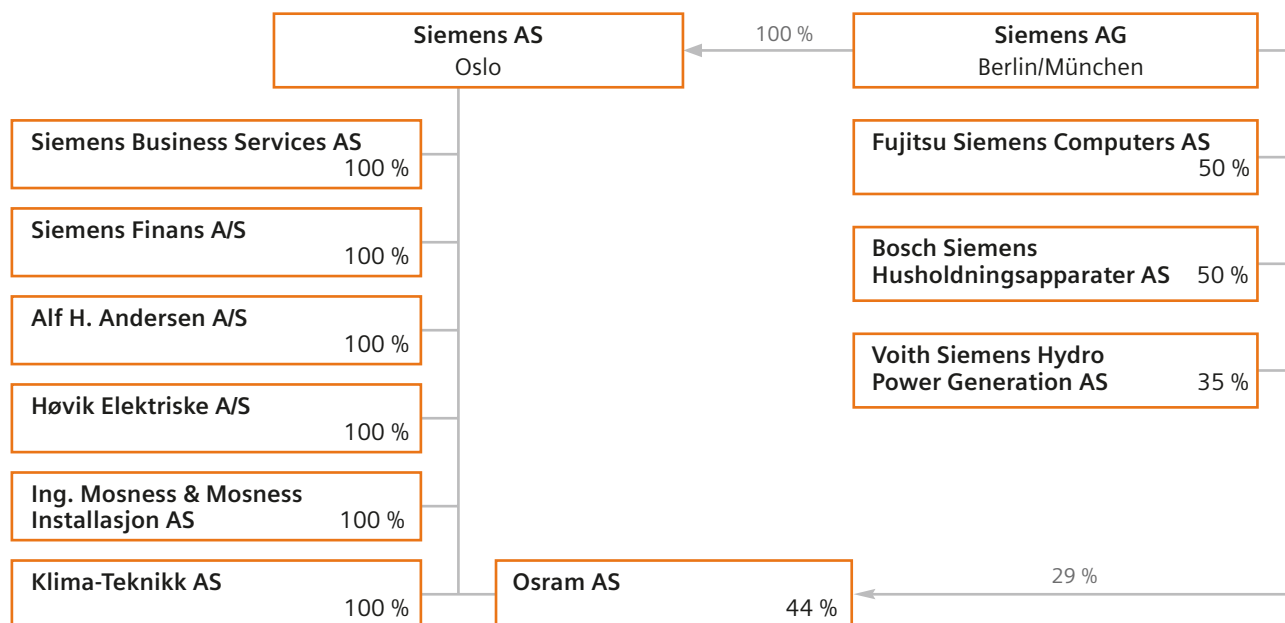 Siemens AS
Oslo
100 %
Siemens AG
Berlin/München
Siemens Business Services AS
100 %
Siemens Finans A/S
100 %
Alf H. Andersen A/S
100 %
Høvik Elektriske A/S
100 %
Ing. Mosness & Mosness
Installasjon AS 100 %
Klima-Teknikk AS
100 %
Fujitsu Siemens Computers AS
50 %
Bosch Siemens
Husholdningsapparater AS 50 %
Voith Siemens Hydro
Power Generation AS 35 %
Osram AS
44 %
29 %